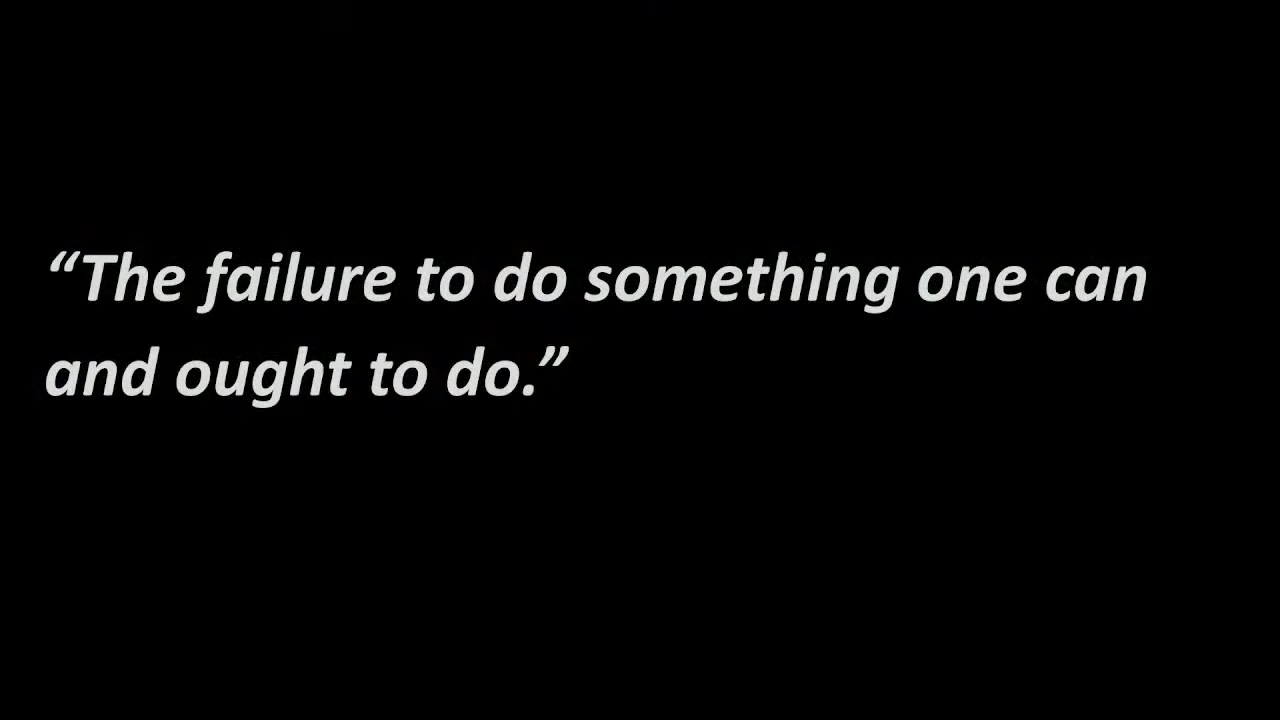 “The failure to do something one can
and ought to do.”